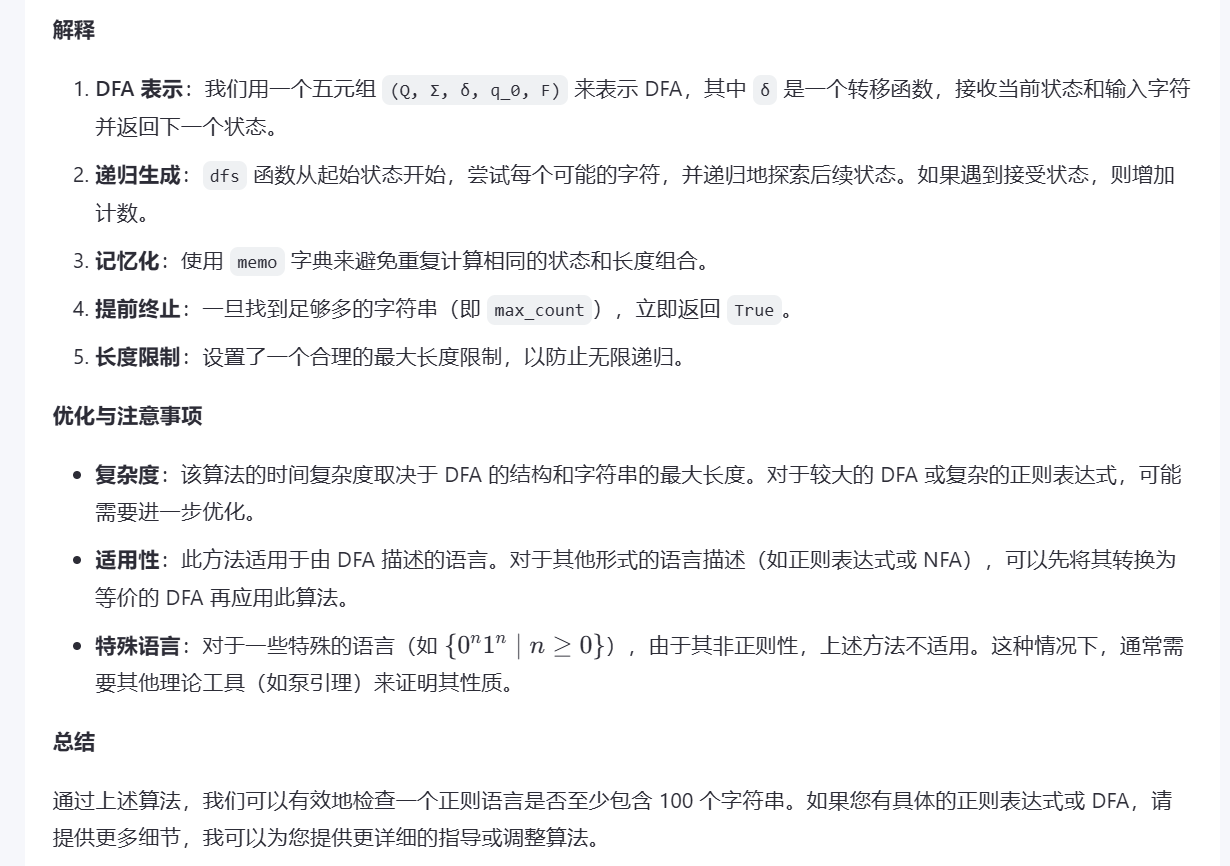 解释
1. DFA 表示：我们用一个五元组 (Q, Σ, δ, q_0, F) 来表示 DFA，其中 δ 是一个转移函数，接收当前状态和输入字符
并返回下一个状态。
2. 递归生成：dfs 函数从起始状态开始，尝试每个可能的字符，并递归地探索后续状态。如果遇到接受状态，则增加
计数。
3. 记忆化：使用 memo 字典来避免重复计算相同的状态和长度组合。
4. 提前终止：一旦找到足够多的字符串（即 max_count），立即返回 True。
5. 长度限制：设置了一个合理的最大长度限制，以防止无限递归。
优化与注意事项
• 复杂度：该算法的时间复杂度取决于 DFA 的结构和字符串的最大长度。对于较大的 DFA 或复杂的正则表达式，可能
需要进一步优化。
• 适用性：此方法适用于由 DFA 描述的语言。对于其他形式的语言描述（如正则表达式或 NFA），可以先将其转换为
等价的 DFA 再应用此算法。
• 特殊语言：对于一些特殊的语言（如 {0ⁿ1ⁿ | n ≥ 0}），由于其非正则性，上述方法不适用。这种情况下，通常需
要其他理论工具（如泵引理）来证明其性质。
总结
通过上述算法，我们可以有效地检查一个正则语言是否至少包含 100 个字符串。如果您有具体的正则表达式或 DFA，请
提供更多细节，我可以为您提供更详细的指导或调整算法。